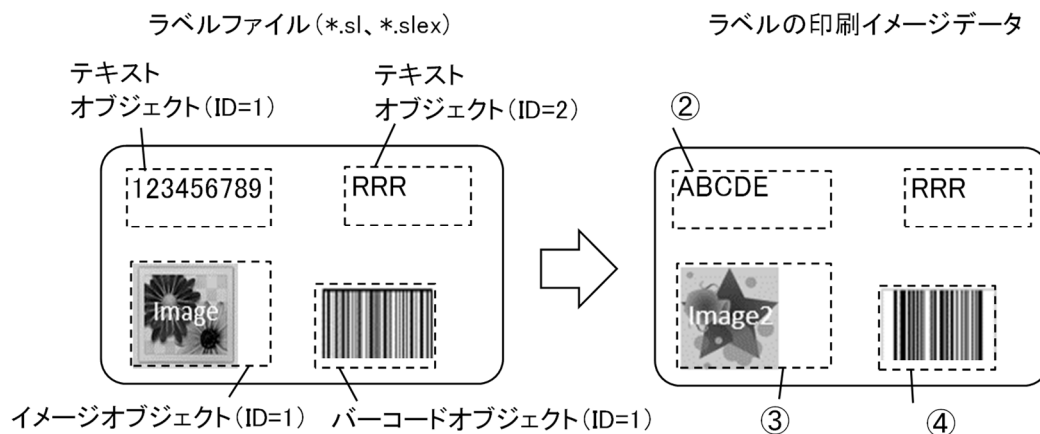 ラベルファイル(*.sl、*.slex)
ラベルの印刷イメージデータ
テキスト
オブジェクト(ID=1)
テキスト
オブジェクト(ID=2)
②
123456789
RRR
ABCDE
RRR
Image
Image2
イメージオブジェクト(ID=1)
バーコードオブジェクト(ID=1)
③
④